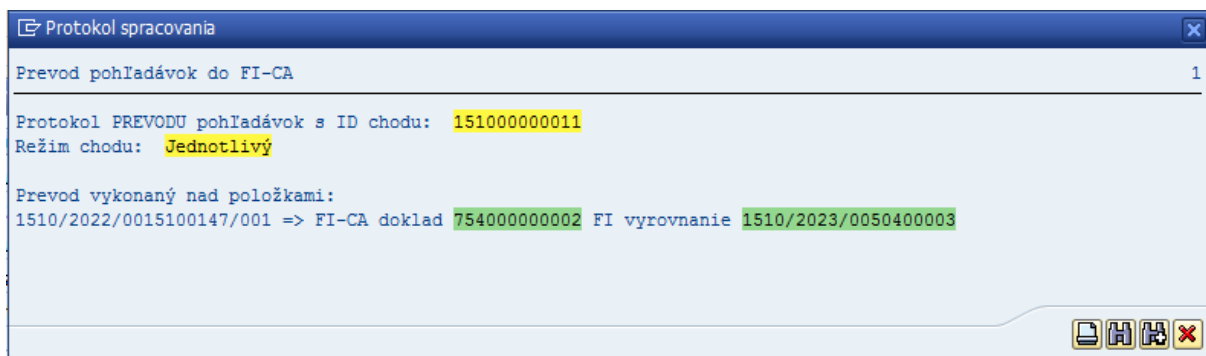 Protokol spracovania
Prevod pohľadávok do FI-CA 1
Protokol PREVODU pohľadávok s ID chodu: 151000000011
Režim chodu: Jednotlivý
Prevod vykonaný nad položkami:
1510/2022/0015100147/001 => FI-CA doklad 754000000002 FI vyrovnanie 1510/2023/0050400003